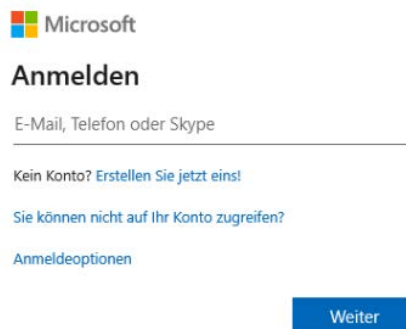 Microsoft
Anmelden
E-Mail, Telefon oder Skype
Kein Konto? Erstellen Sie jetzt eins!
Sie können nicht auf Ihr Konto zugreifen?
Anmeldeoptionen
Weiter